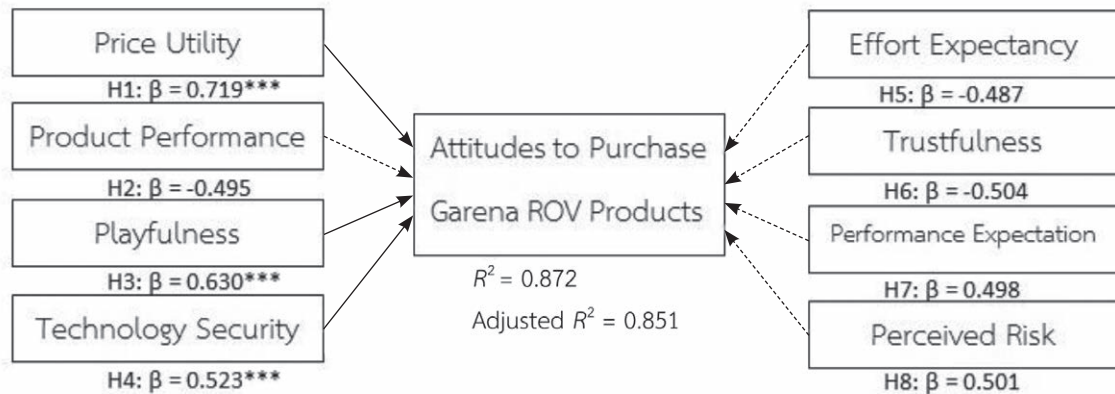 Price Utility
H1: β = 0.719***
Product Performance
H2: β = -0.495
Playfulness
H3: β = 0.630***
Technology Security
H4: β = 0.523***
Attitudes to Purchase
Garena ROV Products
R² = 0.872
Adjusted R² = 0.851
Effort Expectancy
H5: β = -0.487
Trustfulness
H6: β = -0.504
Performance Expectation
H7: β = 0.498
Perceived Risk
H8: β = 0.501